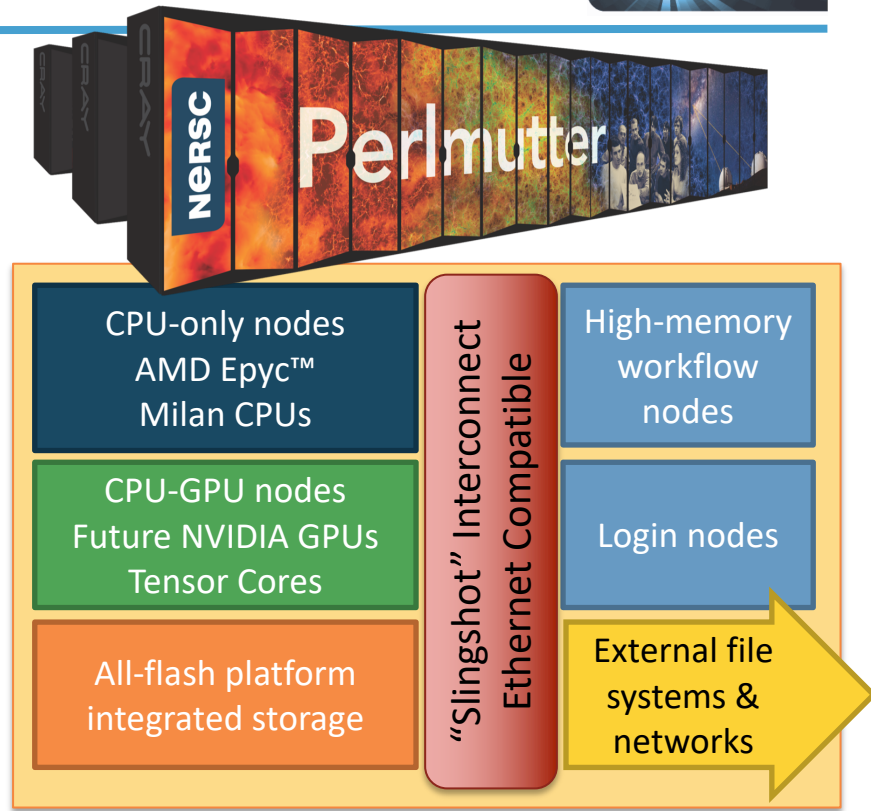 CRAY
CRAY
CRAY
NERSC
Perlmutter
CPU-only nodes
AMD Epyc™
Milan CPUs
CPU-GPU nodes
Future NVIDIA GPUs
Tensor Cores
All-flash platform
integrated storage
“Slingshot” Interconnect
Ethernet Compatible
High-memory
workflow
nodes
Login nodes
External file
systems &
networks